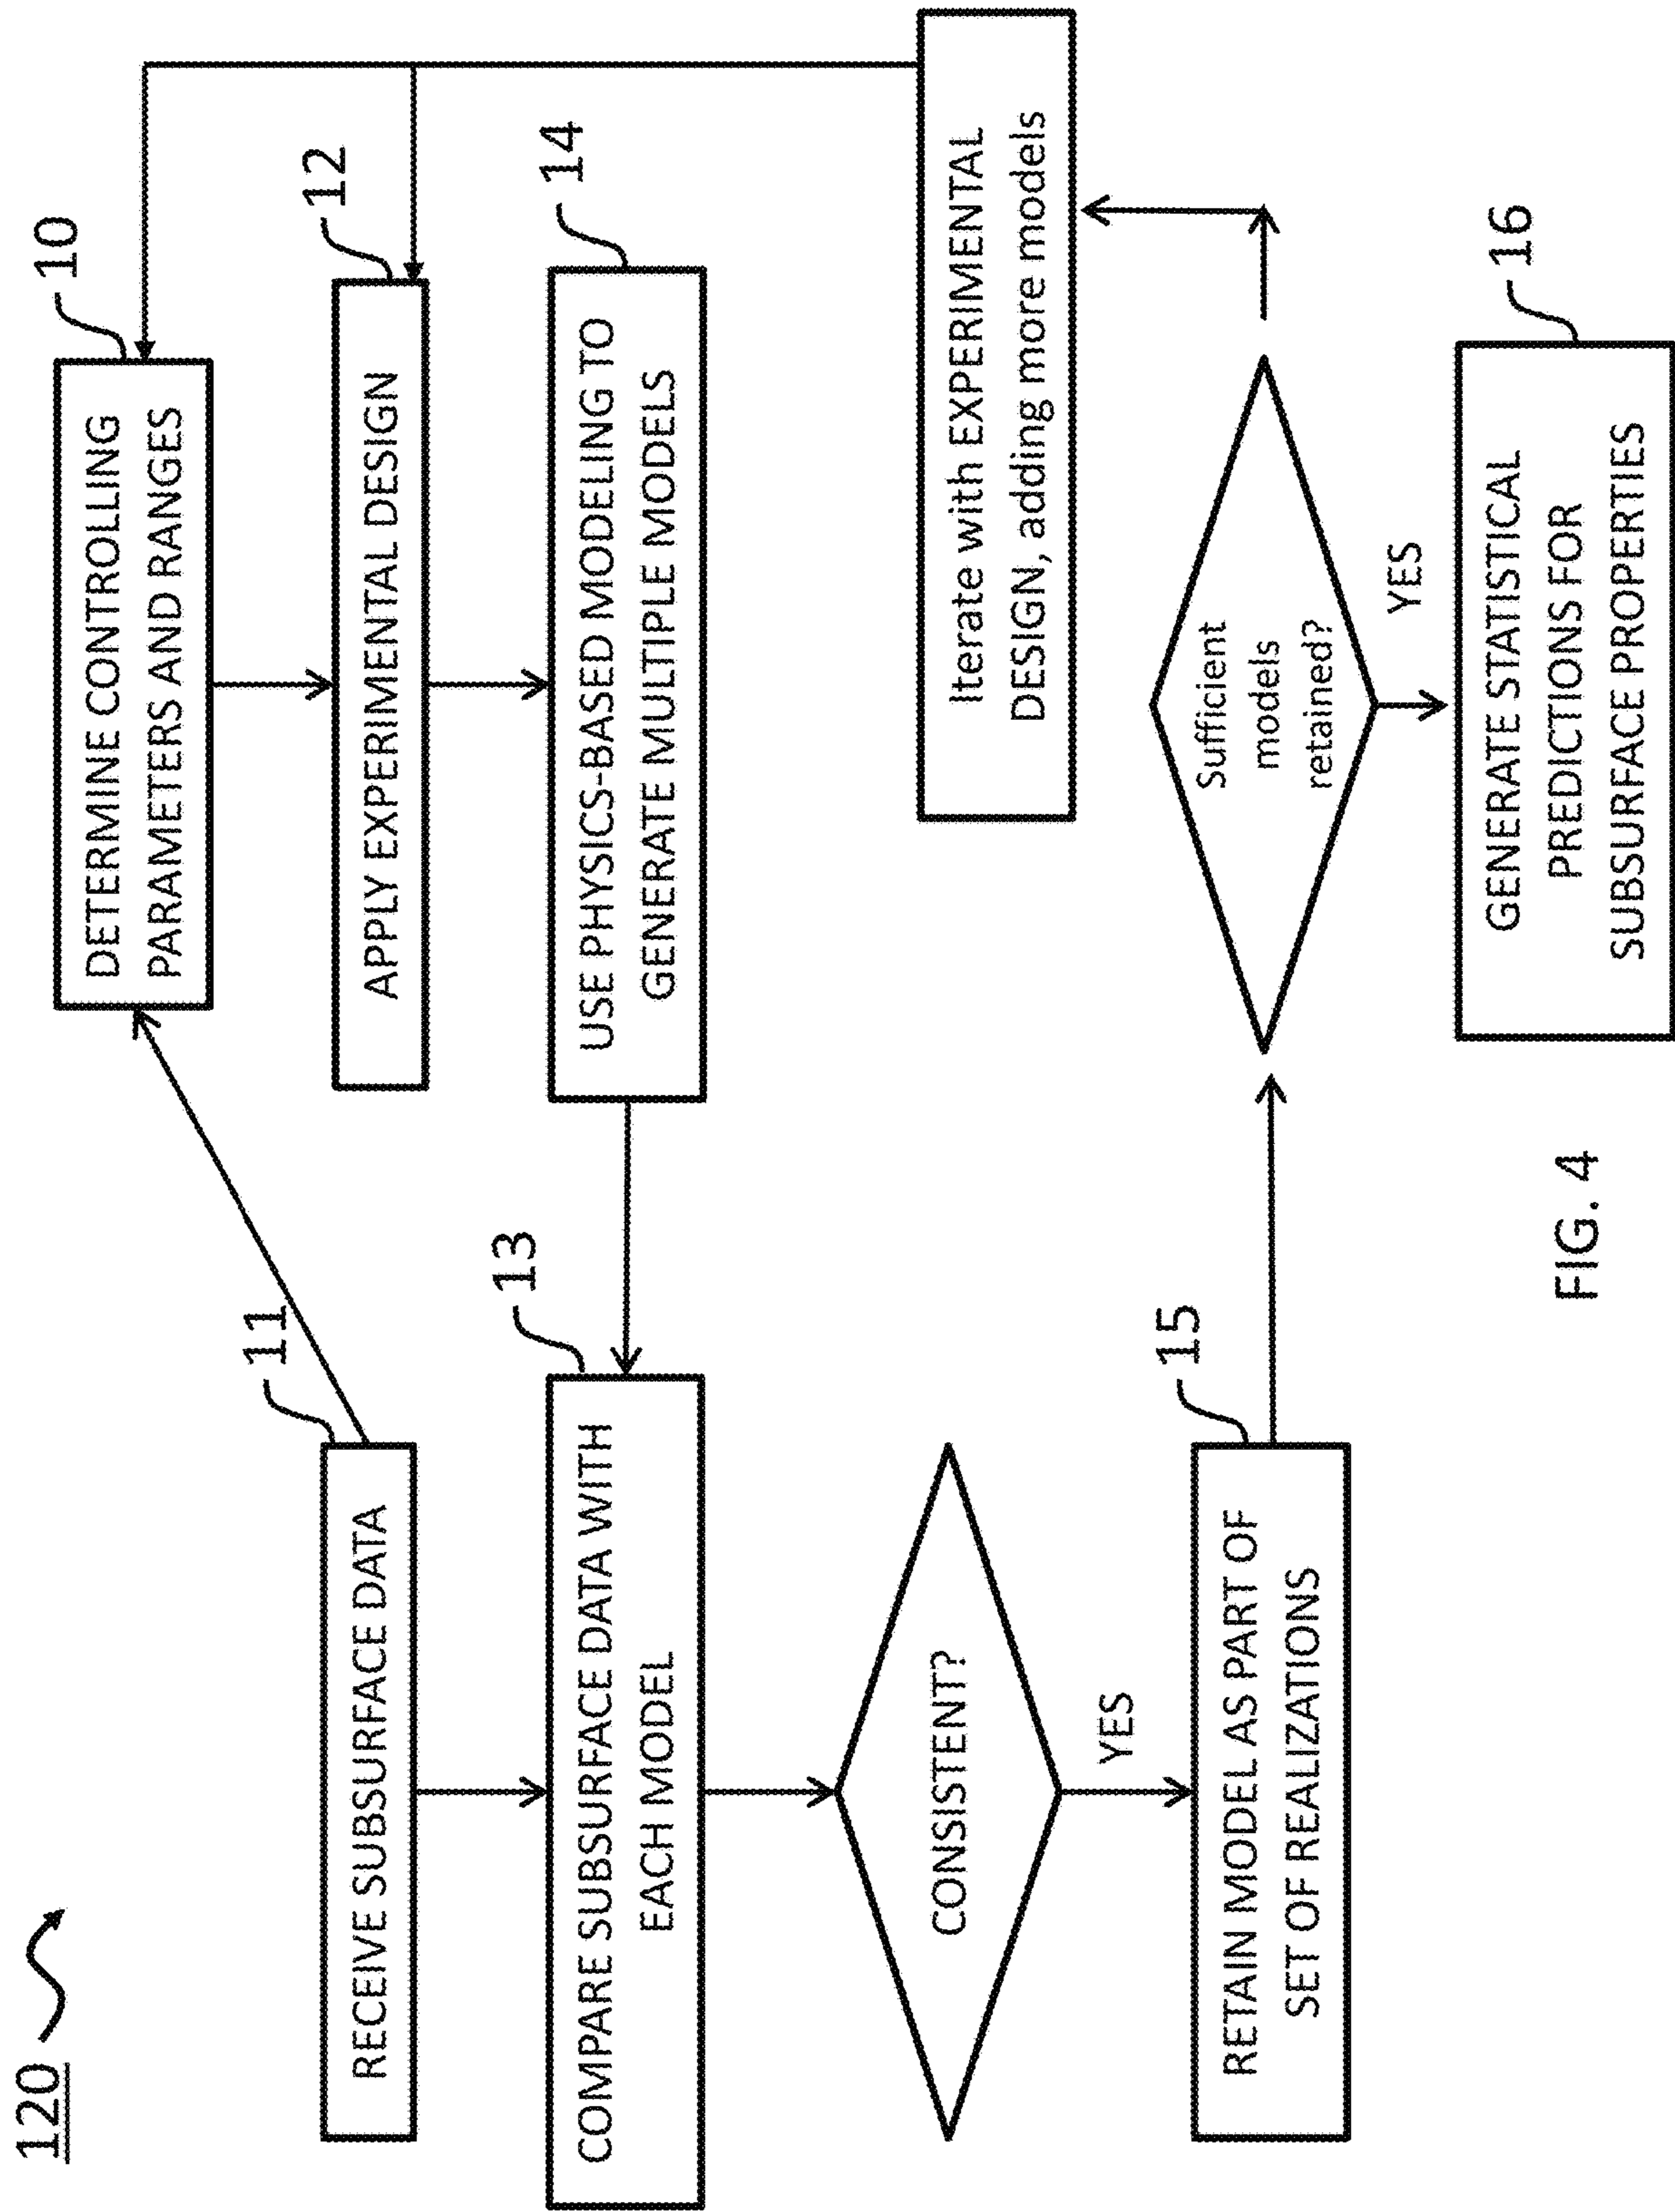 120
11
RECEIVE SUBSURFACE DATA
10
DETERMINE CONTROLLING
PARAMETERS AND RANGES
12
APPLY EXPERIMENTAL DESIGN
13
COMPARE SUBSURFACE DATA WITH
EACH MODEL
14
USE PHYSICS-BASED MODELING TO
GENERATE MULTIPLE MODELS
CONSISTENT?
YES
15
RETAIN MODEL AS PART OF
SET OF REALIZATIONS
Iterate with EXPERIMENTAL
DESIGN, adding more models
Sufficient
models
retained?
YES
16
GENERATE STATISTICAL
PREDICTIONS FOR
SUBSURFACE PROPERTIES
FIG. 4